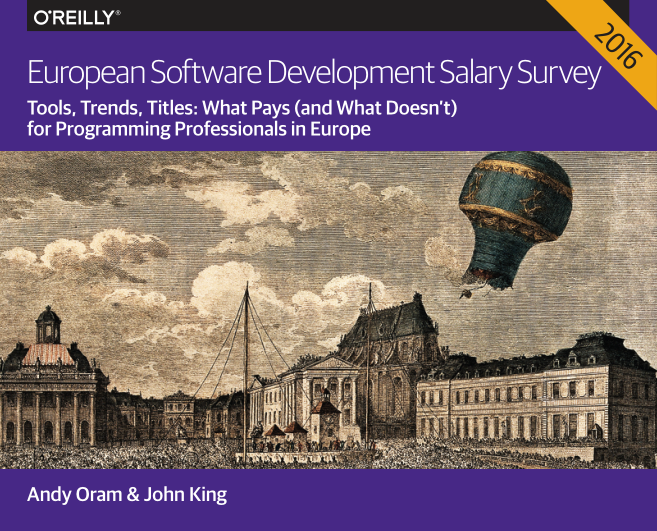 O'REILLY®
2016
European Software Development Salary Survey
Tools, Trends, Titles: What Pays (and What Doesn't)
for Programming Professionals in Europe
Andy Oram & John King